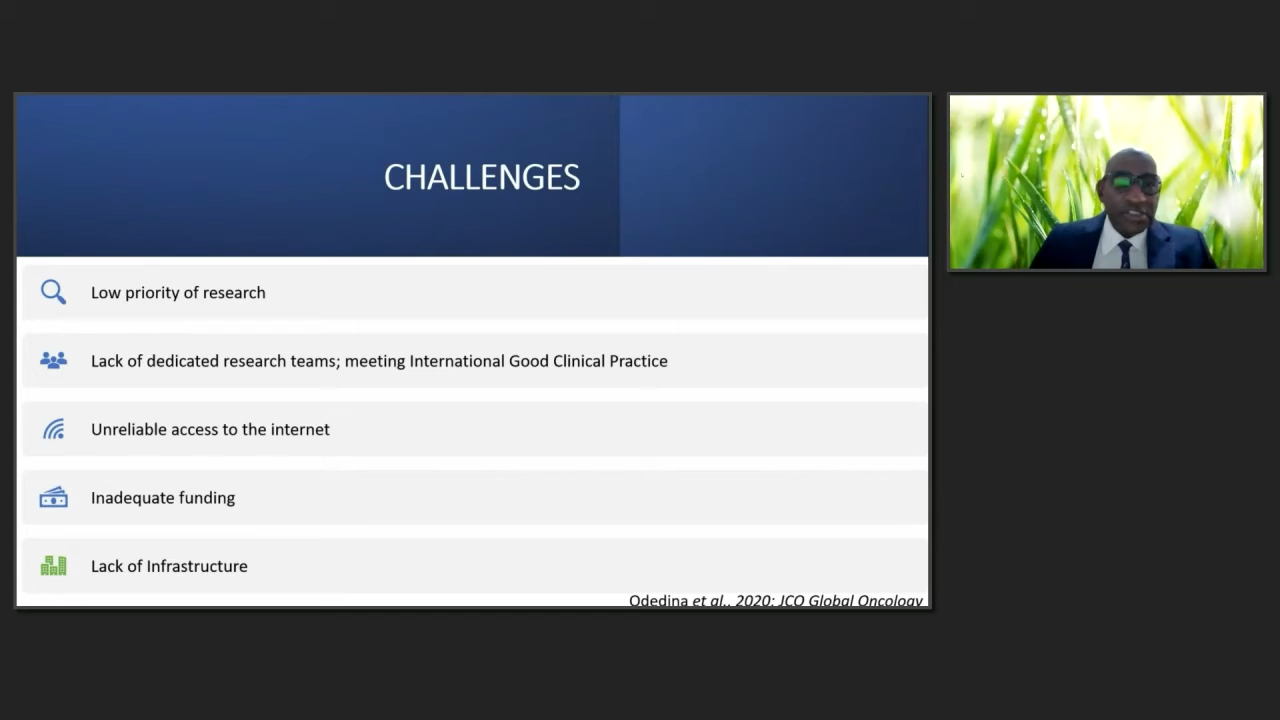 CHALLENGES
Low priority of research
Lack of dedicated research teams; meeting International Good Clinical Practice
Unreliable access to the internet
Inadequate funding
Lack of Infrastructure
Odedina et al., 2020; JCO Global Oncology